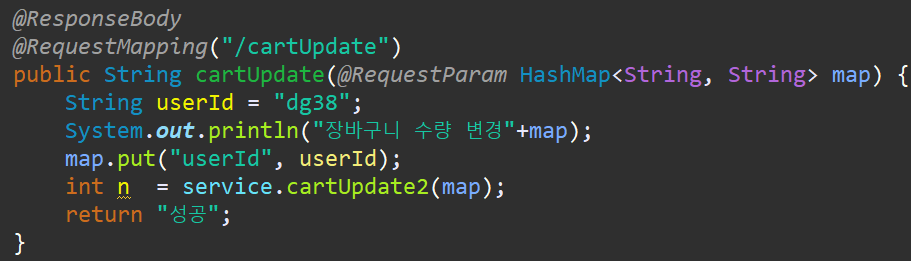 @ResponseBody
@RequestMapping("/cartUpdate")
public String cartUpdate(@RequestParam HashMap<String, String> map) {
    String userId = "dg38";
    System.out.println("장바구니 수량 변경"+map);
    map.put("userId", userId);
    int n  = service.cartUpdate2(map);
    return "성공";
}